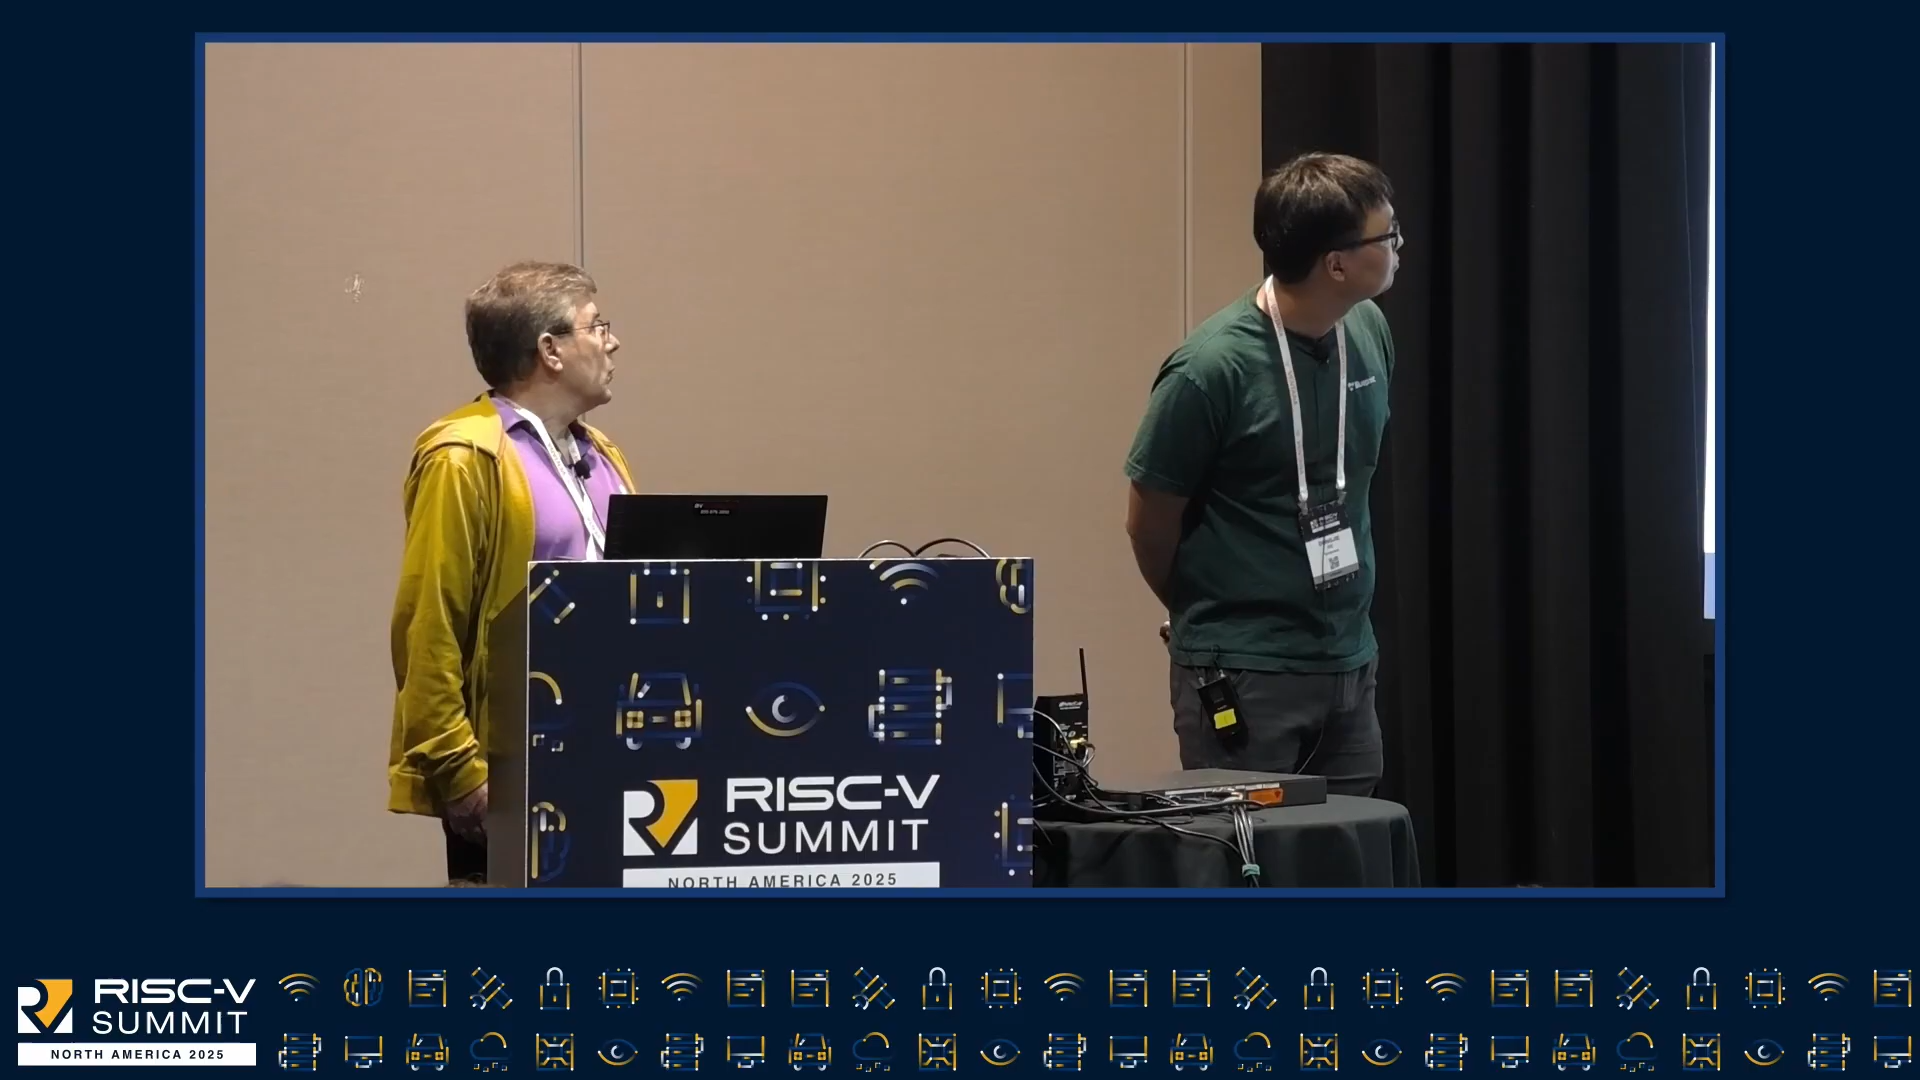 RISC-V
SUMMIT
NORTH AMERICA 2025
RISC-V
SUMMIT
NORTH AMERICA 2025